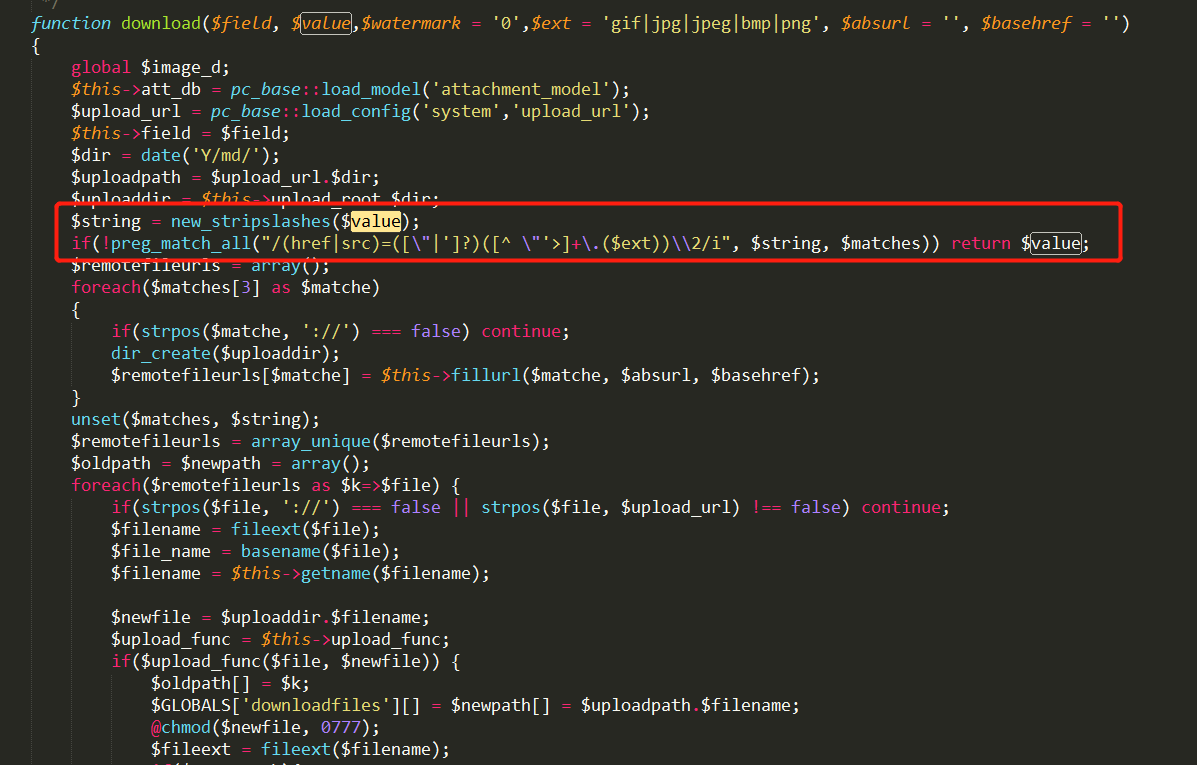 */
function download($field, $value,$watermark = '0',$ext = 'gif|jpg|jpeg|bmp|png', $absurl = '', $basehref = '')
{
global $image_d;
$this->att_db = pc_base::load_model('attachment_model');
$upload_url = pc_base::load_config('system','upload_url');
$this->field = $field;
$dir = date('Y/md/');
$uploadpath = $upload_url.$dir;
$uploaddir = $this->upload_root.$dir;
$string = new_stripslashes($value);
if(!preg_match_all("/(href|src)=([\"|']?)([^ \"'>]+\.($ext))\\2/i", $string, $matches)) return $value;
$remotefileurls = array();
foreach($matches[3] as $matche)
{
if(strpos($matche, '://') === false) continue;
dir_create($uploaddir);
$remotefileurls[$matche] = $this->fillurl($matche, $absurl, $basehref);
}
unset($matches, $string);
$remotefileurls = array_unique($remotefileurls);
$oldpath = $newpath = array();
foreach($remotefileurls as $k=>$file) {
if(strpos($file, '://') === false || strpos($file, $upload_url) !== false) continue;
$filename = fileext($file);
$file_name = basename($file);
$filename = $this->getname($filename);
$newfile = $uploaddir.$filename;
$upload_func = $this->upload_func;
if($upload_func($file, $newfile)) {
$oldpath[] = $k;
$GLOBALS['downloadfiles'][] = $newpath[] = $uploadpath.$filename;
@chmod($newfile, 0777);
$fileext = fileext($filename);